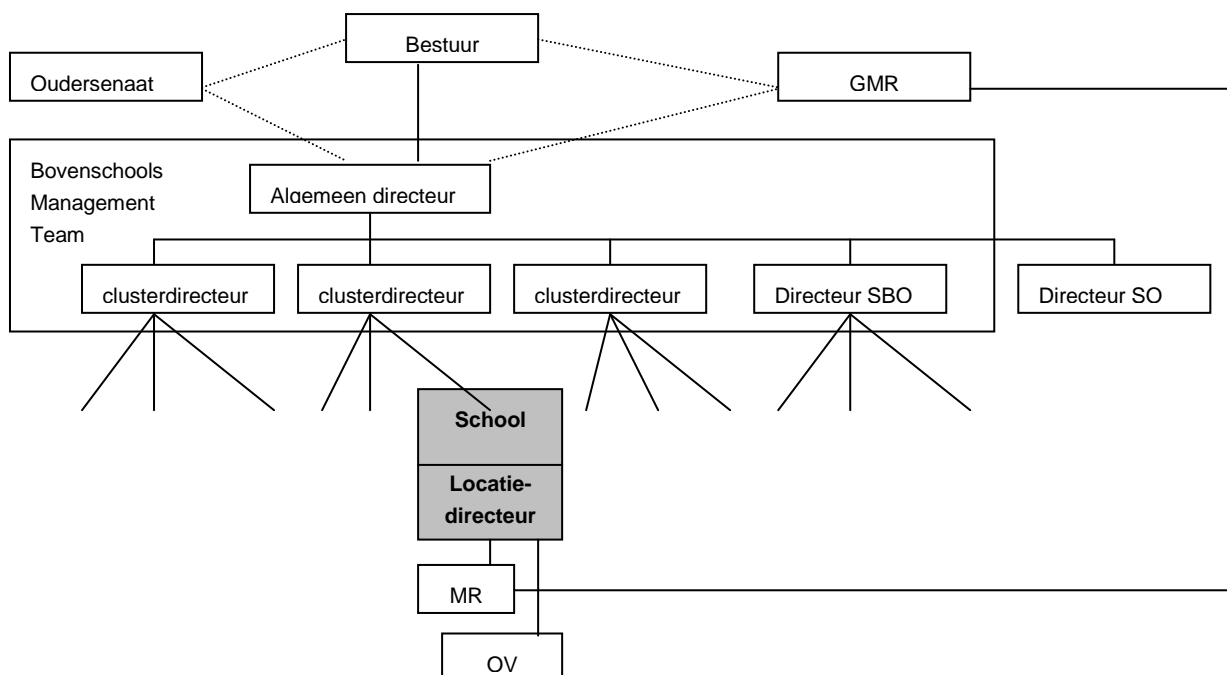 Bestuur
Oudersenaat
GMR
Bovenschools
Management
Team
Algemeen directeur
clusterdirecteur
clusterdirecteur
clusterdirecteur
Directeur SBO
Directeur SO
School
Locatie-
directeur
MR
OV